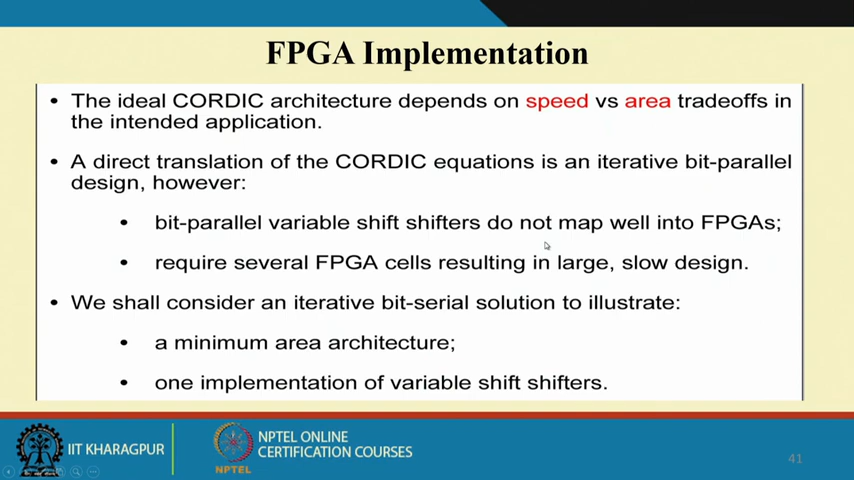 FPGA Implementation
• The ideal CORDIC architecture depends on speed vs area tradeoffs in
the intended application.
• A direct translation of the CORDIC equations is an iterative bit-parallel
design, however:
• bit-parallel variable shift shifters do not map well into FPGAs;
• require several FPGA cells resulting in large, slow design.
• We shall consider an iterative bit-serial solution to illustrate:
• a minimum area architecture;
• one implementation of variable shift shifters.
IIT KHARAGPUR
NPTEL
NPTEL ONLINE
CERTIFICATION COURSES
41